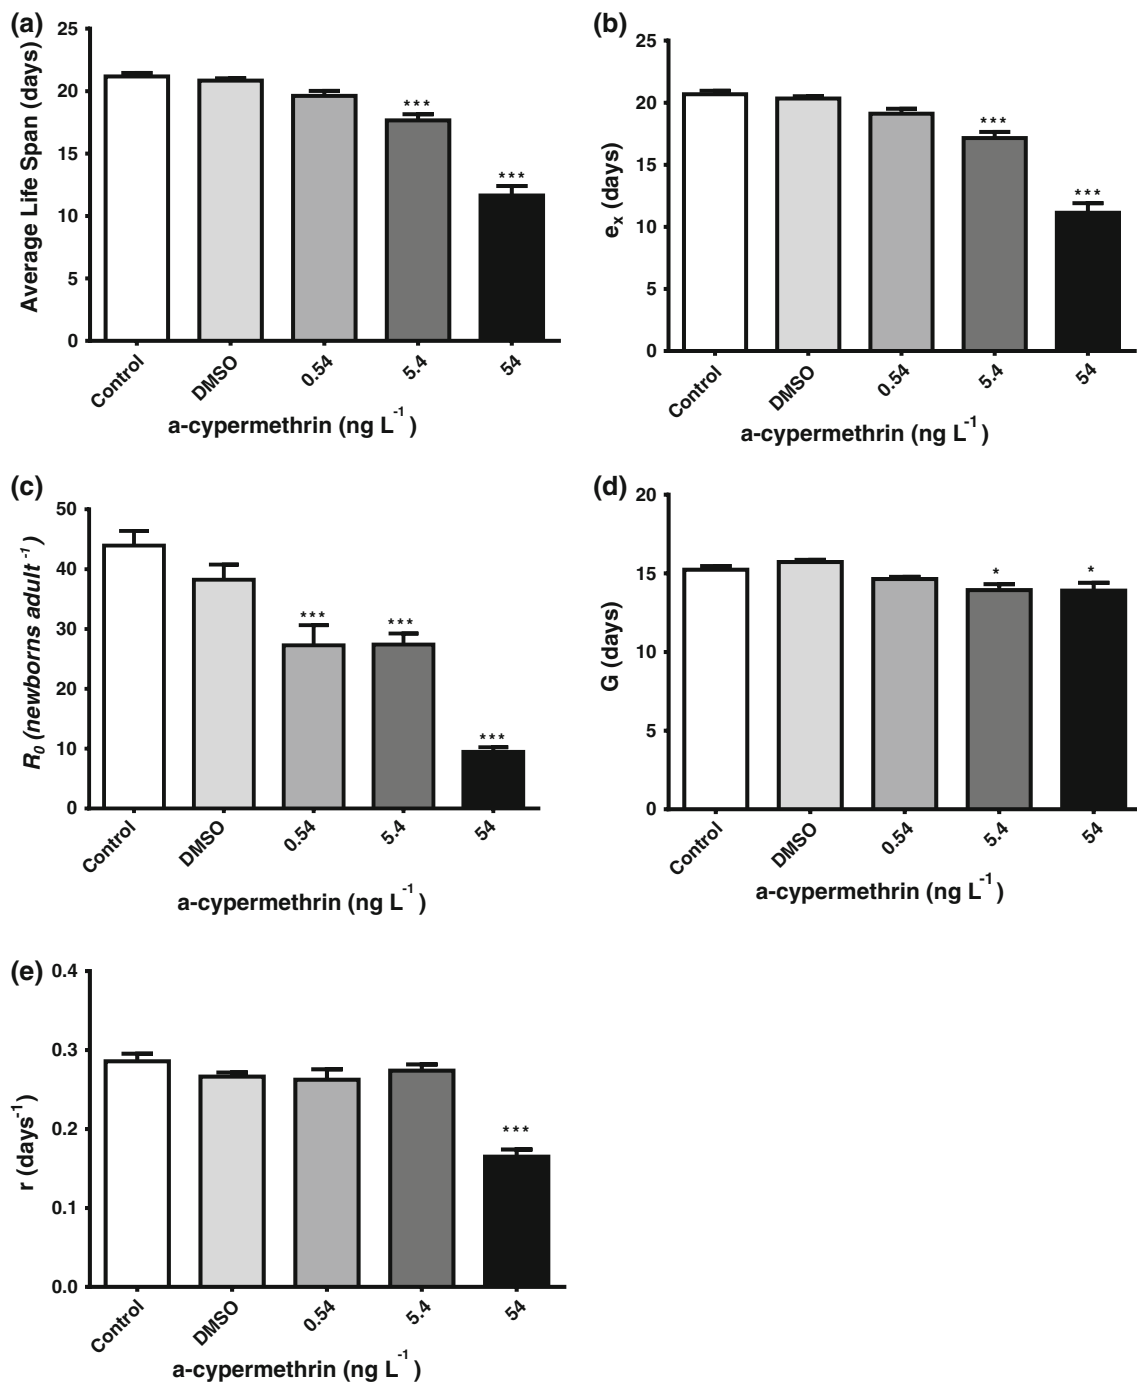 (a)
Average Life Span (days)
25
20
15
10
5
0
***
***
Control
DMSO
0.54
5.4
54
a-cypermethrin (ng L-1 )
(b)
ex (days)
25
20
15
10
5
0
***
***
Control
DMSO
0.54
5.4
54
a-cypermethrin (ng L-1 )
(c)
R0 (newborns adult -1)
50
40
30
20
10
0
***
***
***
Control
DMSO
0.54
5.4
54
a-cypermethrin (ng L-1 )
(d)
G (days)
20
15
10
5
0
*
*
Control
DMSO
0.54
5.4
54
a-cypermethrin (ng L-1 )
(e)
r (days-1)
0.4
0.3
0.2
0.1
0.0
***
Control
DMSO
0.54
5.4
54
a-cypermethrin (ng L-1 )